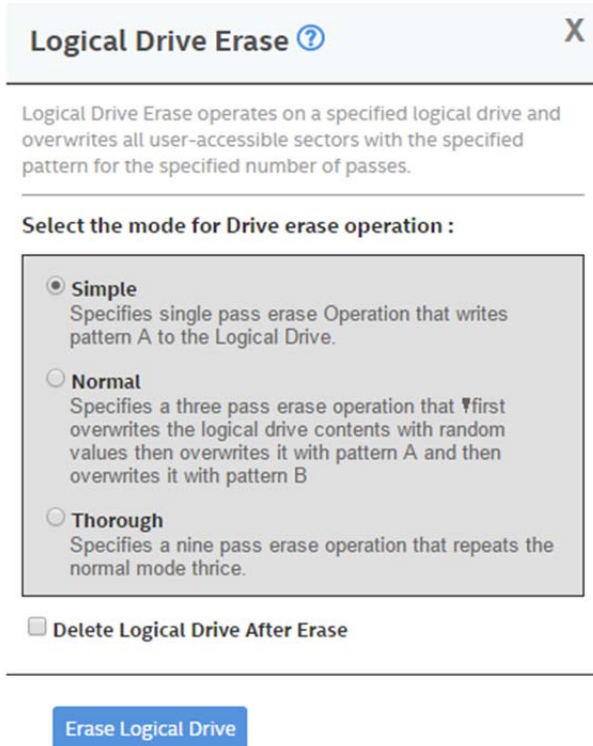 Logical Drive Erase ? X
Logical Drive Erase operates on a specified logical drive and
overwrites all user-accessible sectors with the specified
pattern for the specified number of passes.
Select the mode for Drive erase operation :
Simple
Specifies single pass erase Operation that writes
pattern A to the Logical Drive.
Normal
Specifies a three pass erase operation that first
overwrites the logical drive contents with random
values then overwrites it with pattern A and then
overwrites it with pattern B
Thorough
Specifies a nine pass erase operation that repeats the
normal mode thrice.
Delete Logical Drive After Erase
Erase Logical Drive